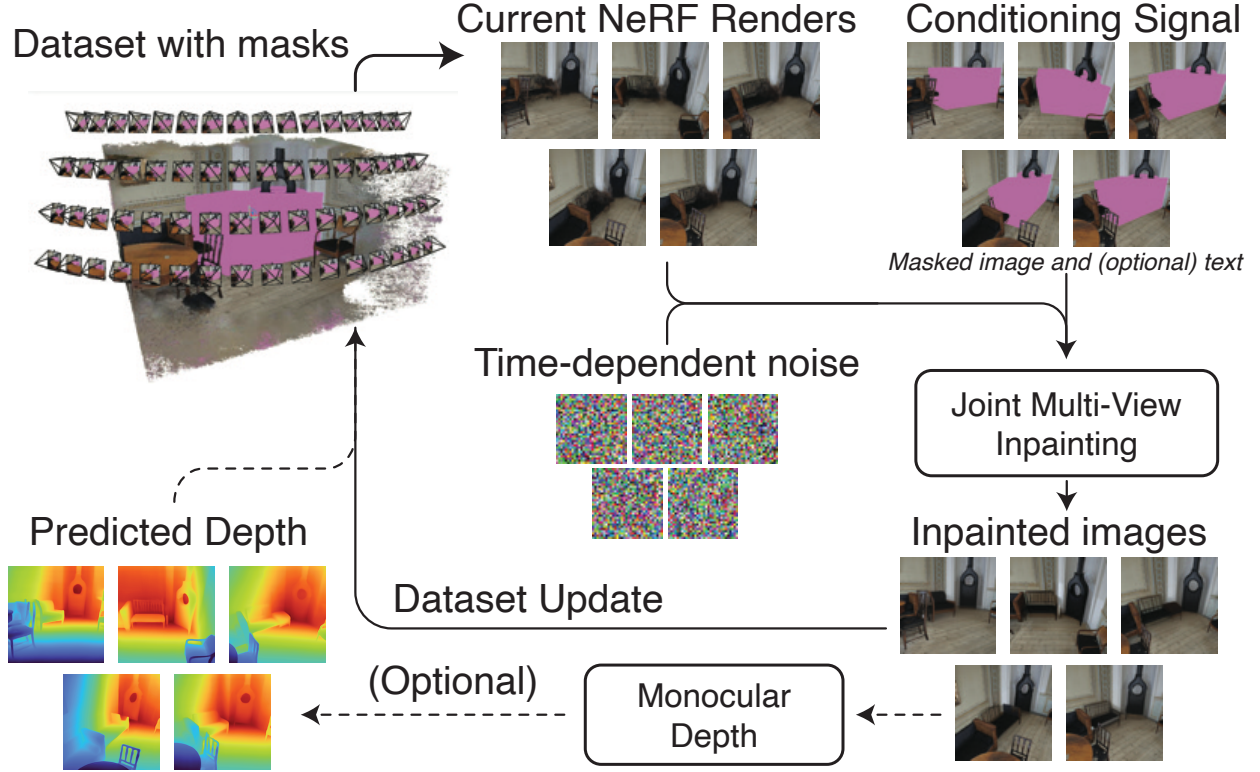 Dataset with masks
Current NeRF Renders
Conditioning Signal
Masked image and (optional) text
Time-dependent noise
Joint Multi-View
Inpainting
Predicted Depth
Inpainted images
Dataset Update
(Optional)
Monocular
Depth